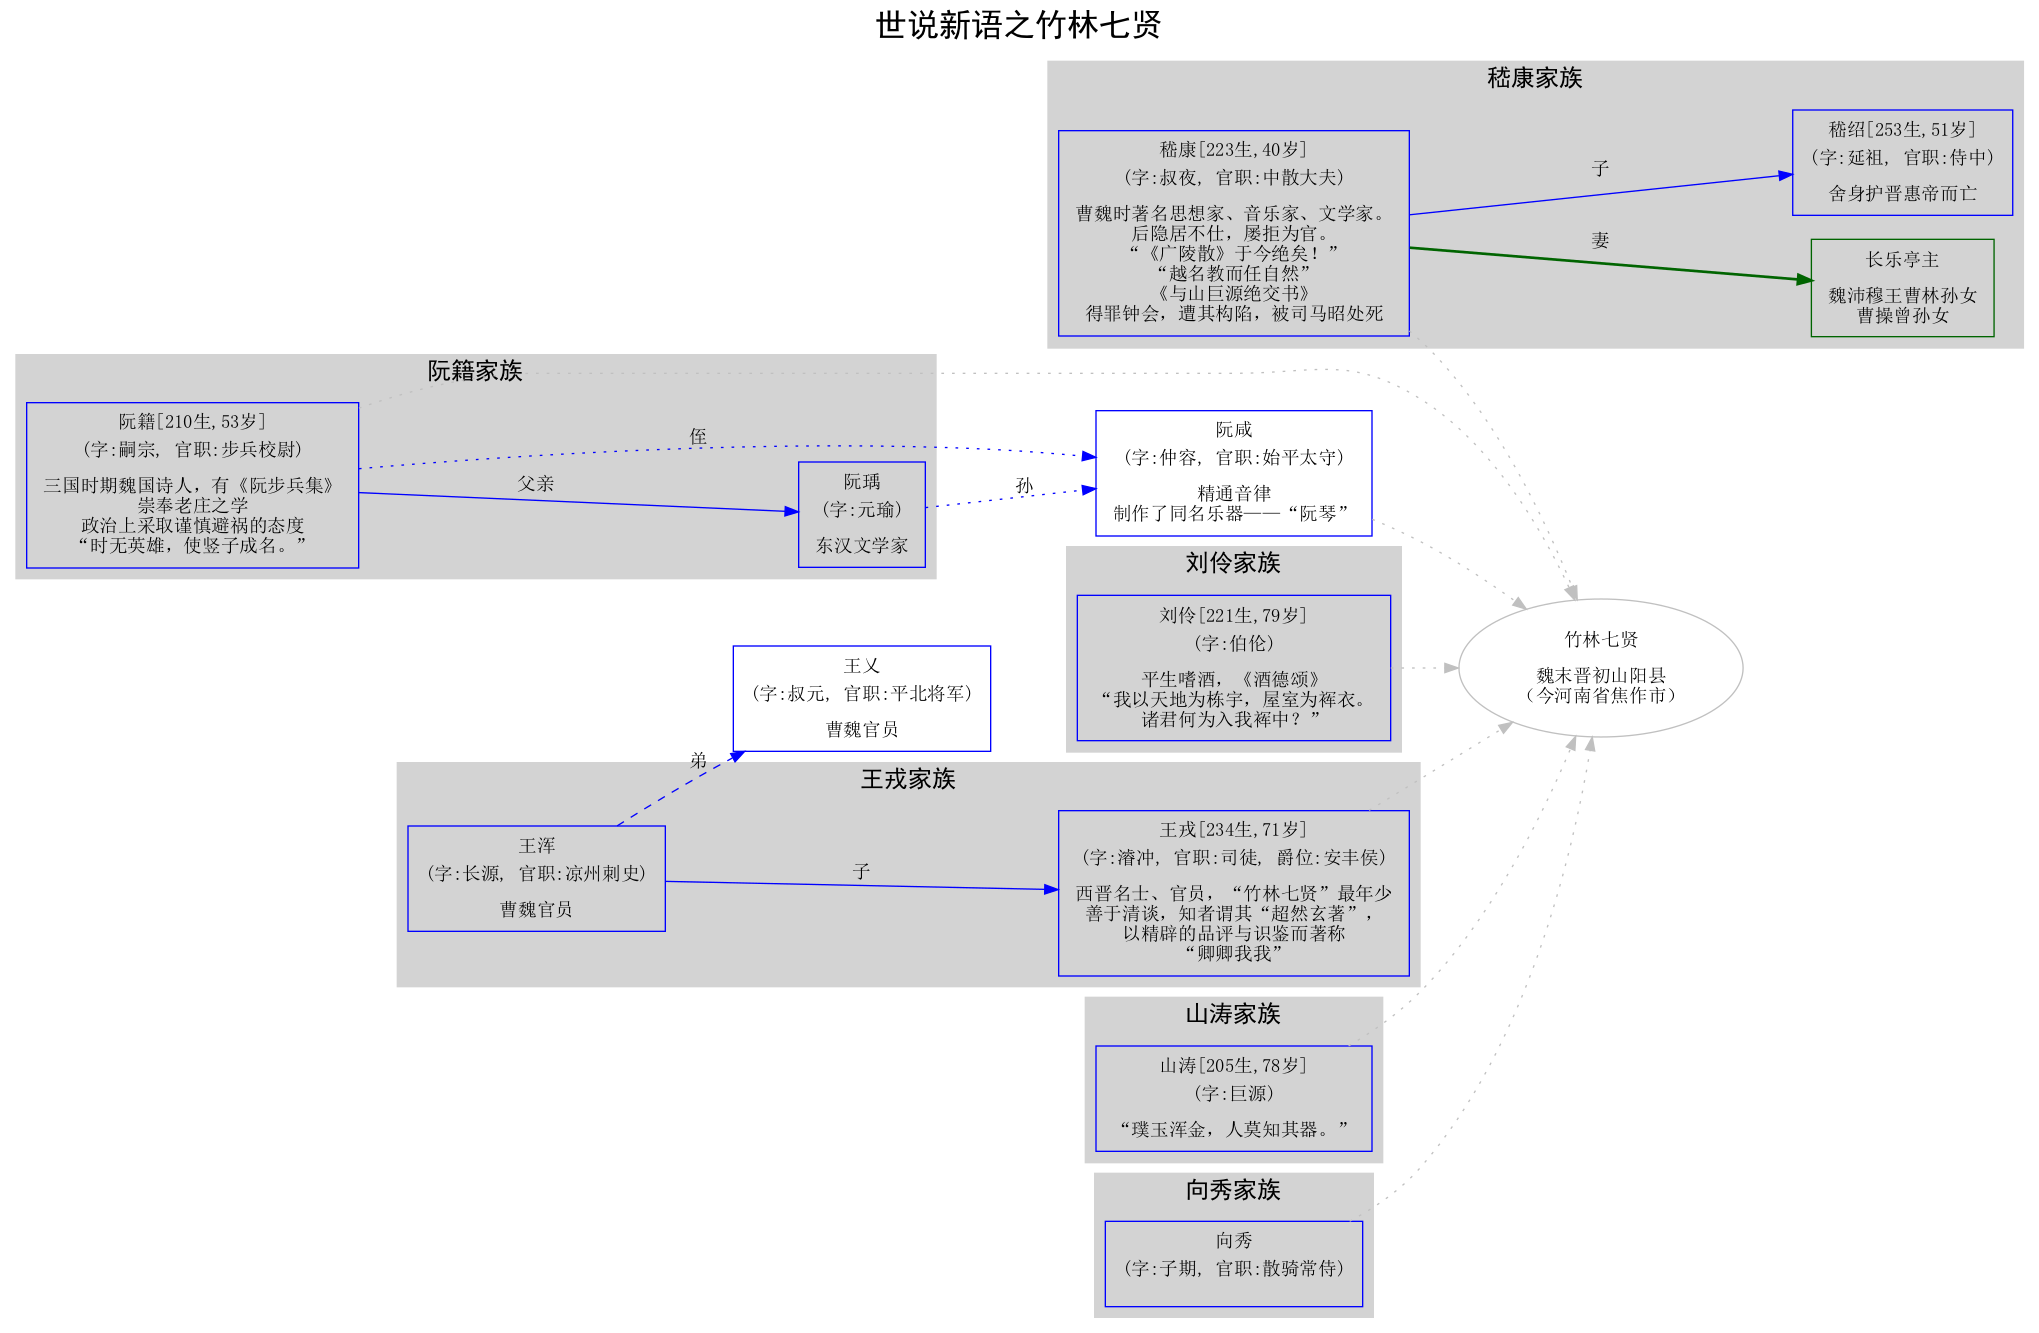 世说新语之竹林七贤
嵇康家族
嵇康[223生,40岁]
(字:叔夜, 官职:中散大夫)
曹魏时著名思想家、音乐家、文学家。
后隐居不仕，屡拒为官。
“《广陵散》于今绝矣！”
“越名教而任自然”
《与山巨源绝交书》
得罪钟会，遭其构陷，被司马昭处死
子
妻
嵇绍[253生,51岁]
(字:延祖, 官职:侍中)
舍身护晋惠帝而亡
长乐亭主
魏沛穆王曹林孙女
曹操曾孙女
阮籍家族
阮籍[210生,53岁]
(字:嗣宗, 官职:步兵校尉)
三国时期魏国诗人，有《阮步兵集》
崇奉老庄之学
政治上采取谨慎避祸的态度
“时无英雄，使竖子成名。”
侄
父亲
阮瑀
(字:元瑜)
东汉文学家
孙
阮咸
(字:仲容, 官职:始平太守)
精通音律
制作了同名乐器——“阮琴”
刘伶家族
刘伶[221生,79岁]
(字:伯伦)
平生嗜酒，《酒德颂》
“我以天地为栋宇，屋室为裈衣。
诸君何为入我裈中？”
竹林七贤
魏末晋初山阳县
（今河南省焦作市）
王乂
(字:叔元, 官职:平北将军)
曹魏官员
弟
王戎家族
王浑
(字:长源, 官职:凉州刺史)
曹魏官员
子
王戎[234生,71岁]
(字:濬冲, 官职:司徒, 爵位:安丰侯)
西晋名士、官员，“竹林七贤”最年少
善于清谈，知者谓其“超然玄著”，
以精辟的品评与识鉴而著称
“卿卿我我”
山涛家族
山涛[205生,78岁]
(字:巨源)
“璞玉浑金，人莫知其器。”
向秀家族
向秀
(字:子期, 官职:散骑常侍)